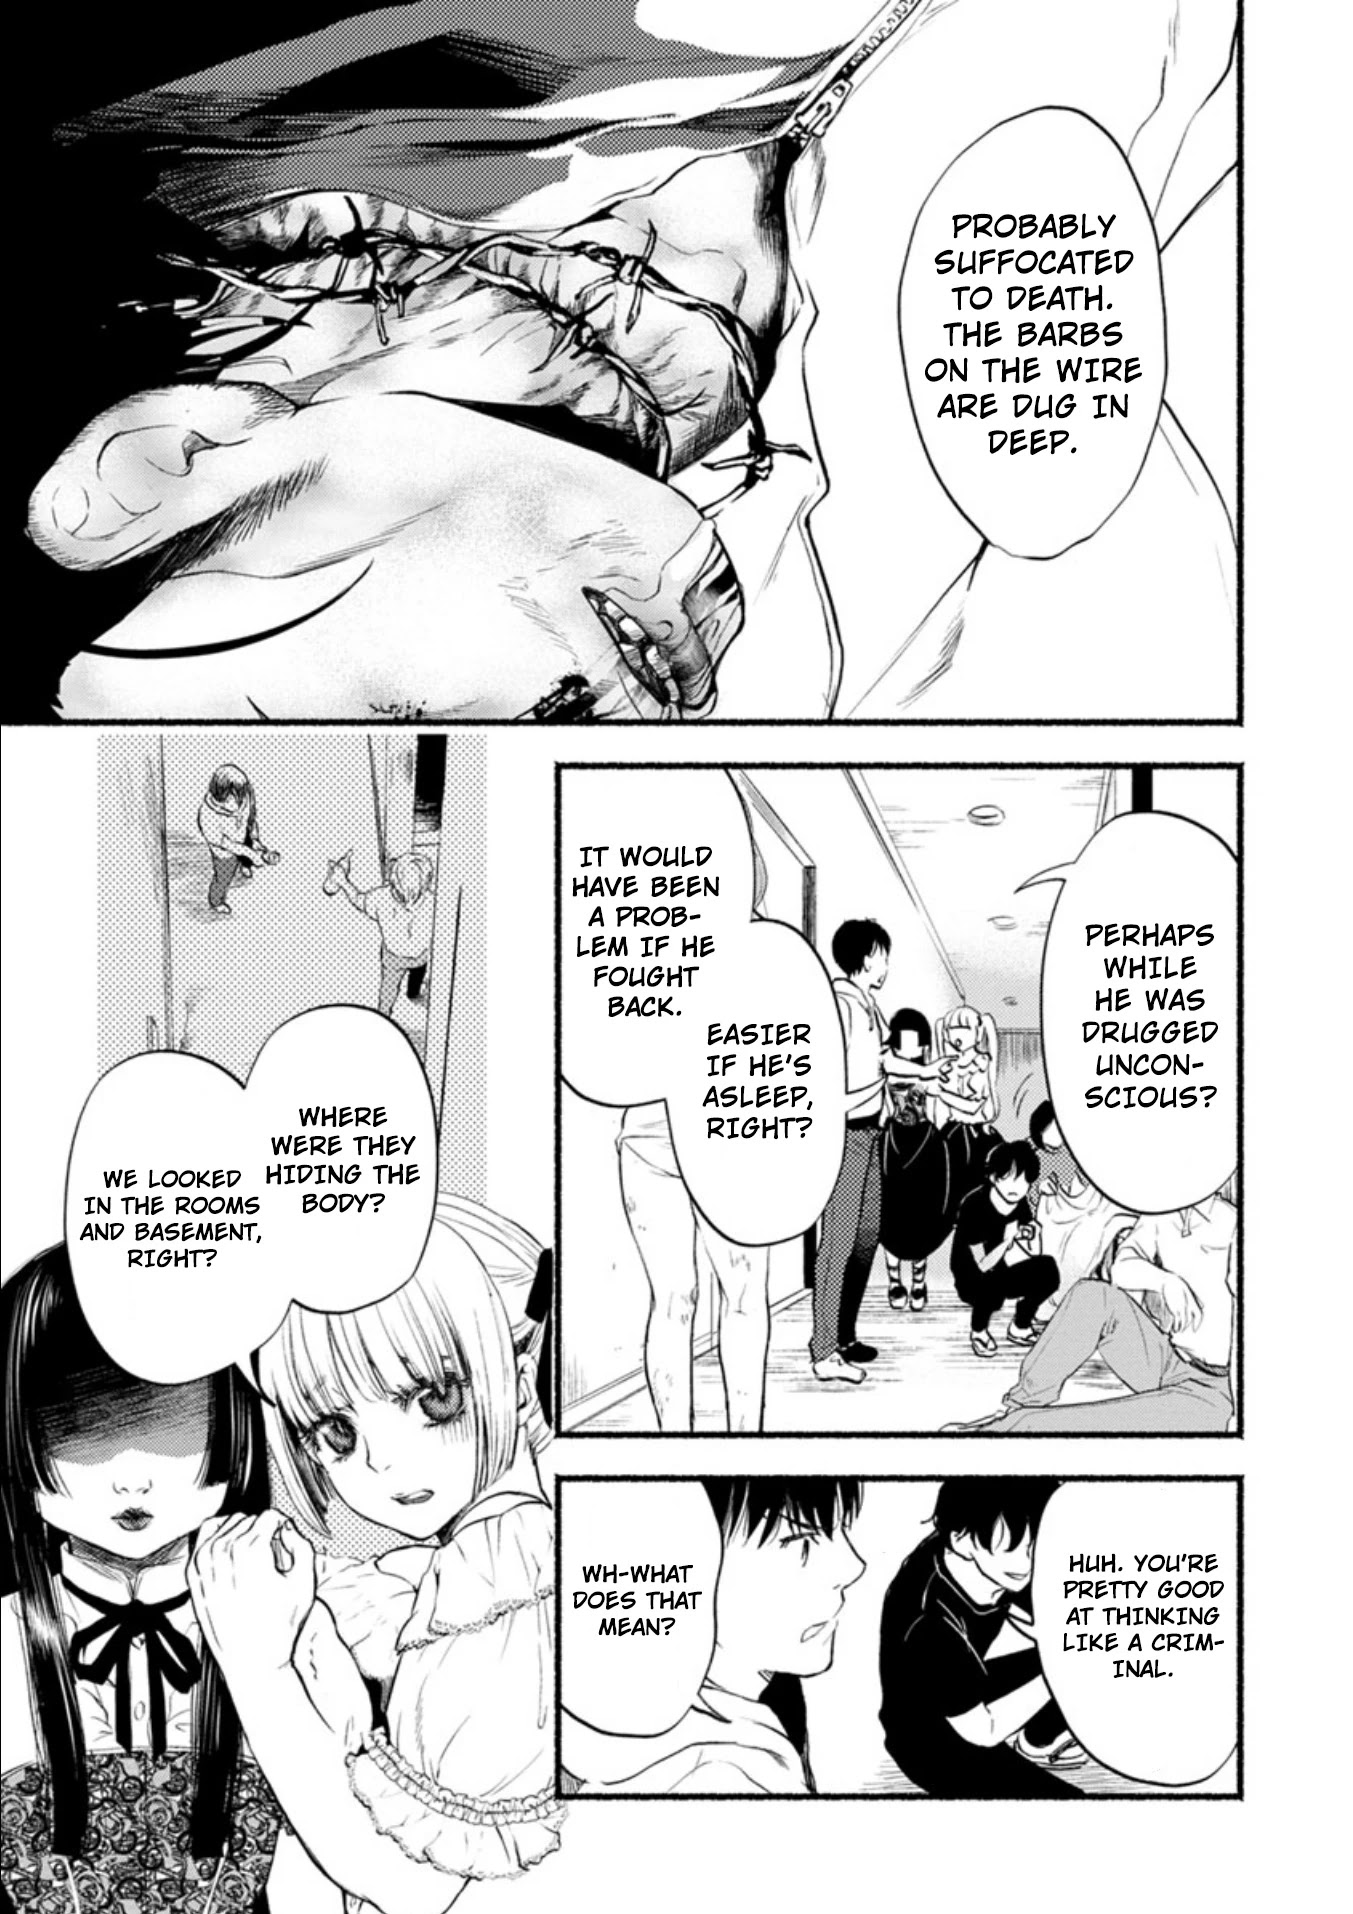 PROBABLY
SUFFOCATED
TO DEATH.
THE BARBS
ON THE WIRE
ARE DUG IN
DEEP.
PERHAPS
WHILE
HE WAS
DRUGGED
UNCON-
SCIOUS?
IT WOULD
HAVE BEEN
A PROB-
LEM IF HE
FOUGHT
BACK.
EASIER
IF HE'S
ASLEEP,
RIGHT?
HUH. YOU'RE
PRETTY GOOD
AT THINKING
LIKE A CRIM-
INAL.
WH-WHAT
DOES THAT
MEAN?
WHERE
WERE THEY
HIDING THE
BODY?
WE LOOKED
IN THE ROOMS
AND BASEMENT,
RIGHT?